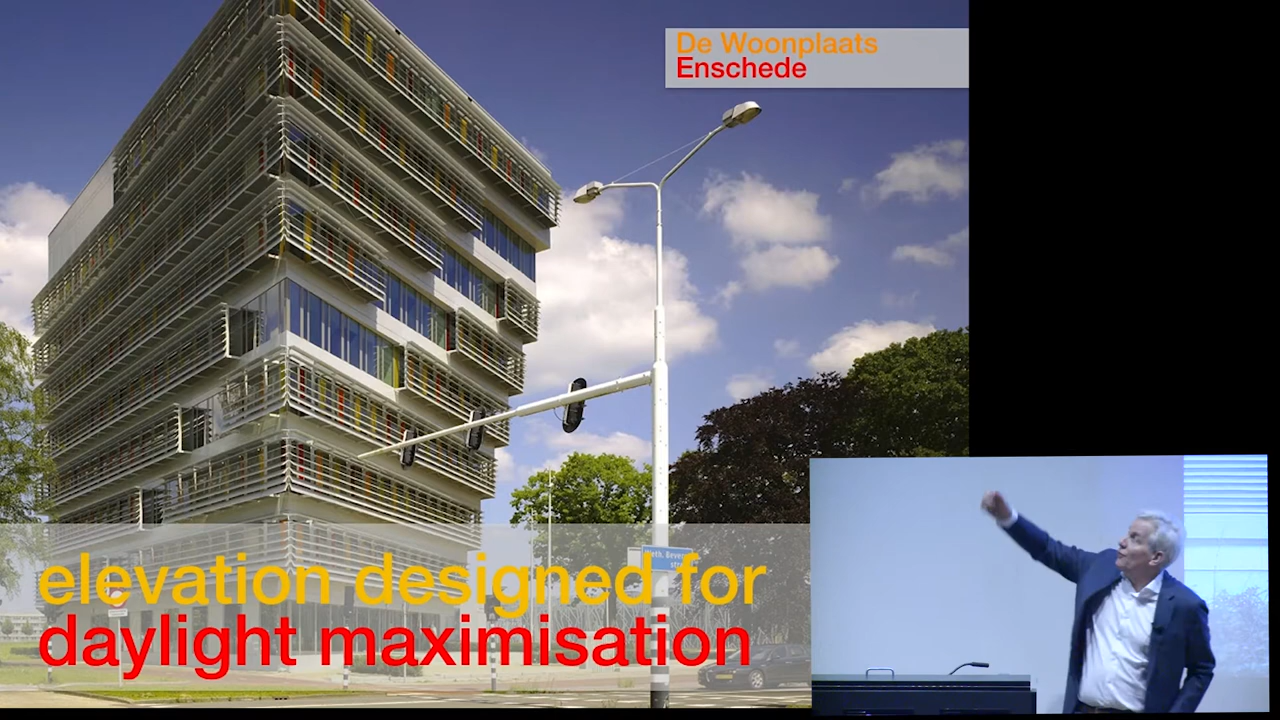 De Woonplaats
Enschede
elevation designed for
daylight maximisation